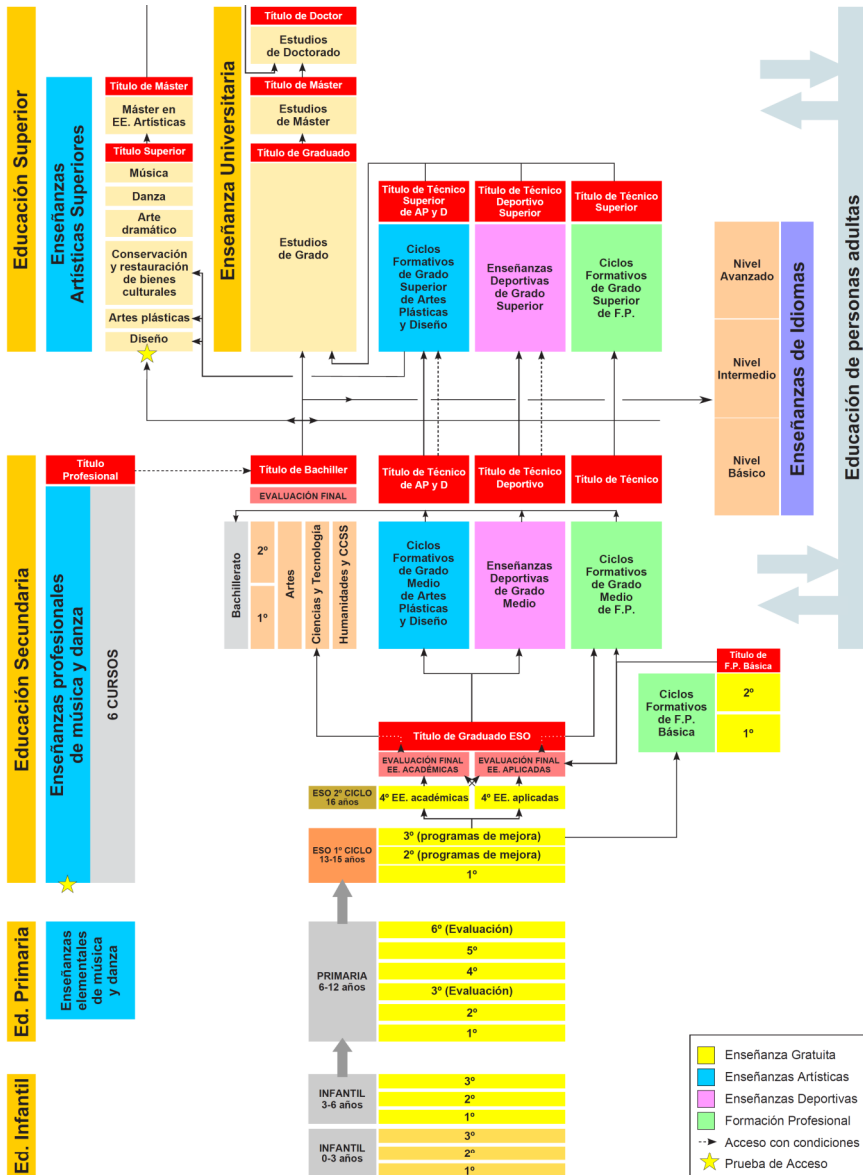 Educación Superior
Enseñanzas
Artísticas Superiores
Título de Máster
Máster en
EE. Artísticas
Título Superior
Música
Danza
Arte
dramático
Conservación
y restauración
de bienes
culturales
Artes plásticas
Diseño
Enseñanza Universitaria
Título de Doctor
Estudios
de Doctorado
Título de Máster
Estudios
de Máster
Título de Graduado
Estudios
de Grado
Título de Técnico
Superior
de AP y D
Ciclos
Formativos
de Grado
Superior
de Artes
Plásticas
y Diseño
Título de Técnico
Deportivo
Superior
Enseñanzas
Deportivas
de Grado
Superior
Título de Técnico
Superior
Ciclos
Formativos
de Grado
Superior
de F.P.
Nivel
Avanzado
Nivel
Intermedio
Nivel
Básico
Enseñanzas de Idiomas
Educación de personas adultas
Educación Secundaria
Título
Profesional
Enseñanzas profesionales
de música y danza
6 CURSOS
Título de Bachiller
EVALUACIÓN FINAL
Bachillerato
2º
1º
Artes
Ciencias y Tecnología
Humanidades y CCSS
Título de Técnico
de AP y D
Ciclos
Formativos
de Grado
Medio
de Artes
Plásticas
y Diseño
Título de Técnico
Deportivo
Enseñanzas
Deportivas
de Grado
Medio
Título de Técnico
Ciclos
Formativos
de Grado
Medio
de F.P.
Título de
F.P. Básica
Ciclos
Formativos
de F.P.
Básica
2º
1º
Título de Graduado ESO
EVALUACIÓN FINAL
EE. ACADÉMICAS
EVALUACIÓN FINAL
EE. APLICADAS
ESO 2º CICLO
16 años
4º EE. académicas
4º EE. aplicadas
ESO 1º CICLO
13-15 años
3º (programas de mejora)
2º (programas de mejora)
1º
Ed. Primaria
Enseñanzas
elementales
de música
y danza
PRIMARIA
6-12 años
6º (Evaluación)
5º
4º
3º (Evaluación)
2º
1º
Ed. Infantil
INFANTIL
3-6 años
3º
2º
1º
INFANTIL
0-3 años
3º
2º
1º
Enseñanza Gratuita
Enseñanzas Artísticas
Enseñanzas Deportivas
Formación Profesional
Acceso con condiciones
Prueba de Acceso